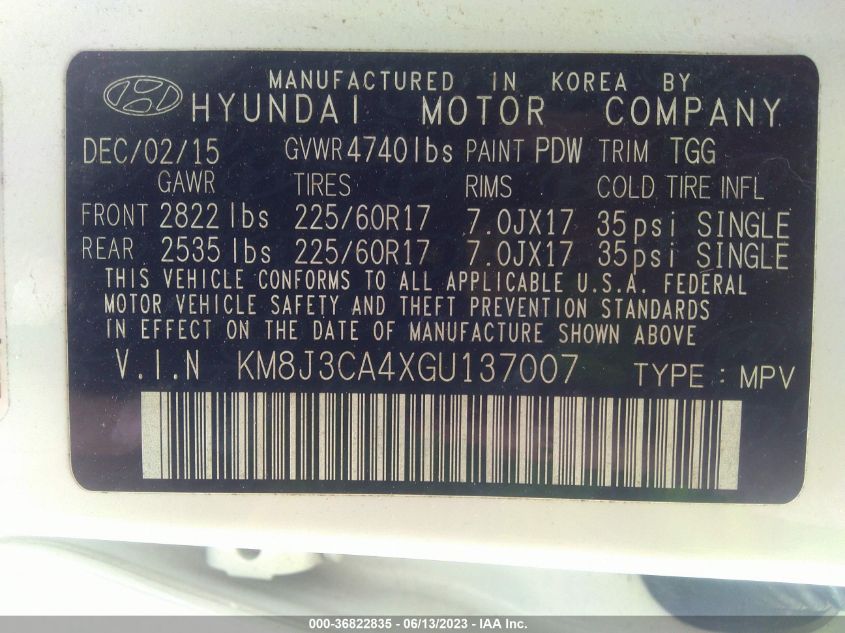 MANUFACTURED IN KOREA BY
HYUNDAI MOTOR COMPANY
DEC/02/15 GVWR 4740lbs PAINT PDW TRIM TGG
GAWR TIRES RIMS COLD TIRE INFL
FRONT 2822 lbs 225/60R17 7.0JX17 35psi SINGLE
REAR 2535 lbs 225/60R17 7.0JX17 35psi SINGLE
THIS VEHICLE CONFORMS TO ALL APPLICABLE U.S.A. FEDERAL
MOTOR VEHICLE SAFETY AND THEFT PREVENTION STANDARDS
IN EFFECT ON THE DATE OF MANUFACTURE SHOWN ABOVE
V.I.N KM8J3CA4XGU137007 TYPE : MPV
000-36822835 - 06/13/2023 - IAA Inc.